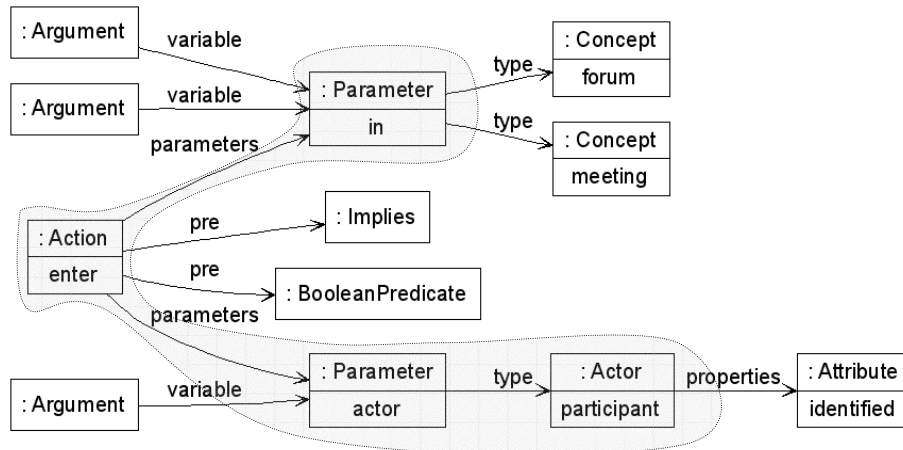 : Argument
variable
: Concept
type
forum
: Parameter
: Argument
variable
in
type
: Concept
parameters
meeting
: Action
pre
: Implies
enter
pre
: BooleanPredicate
parameters
: Parameter
type
: Actor
properties
: Attribute
: Argument
variable
actor
participant
identified